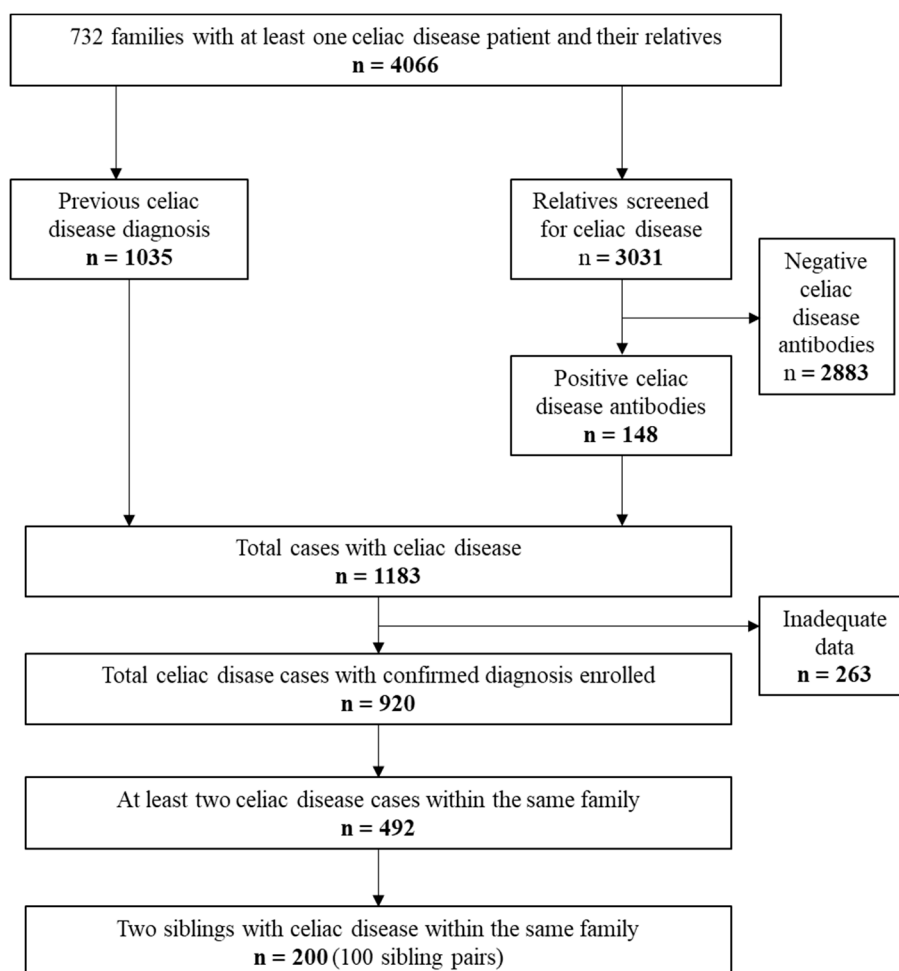 732 families with at least one celiac disease patient and their relatives
n = 4066
Previous celiac
disease diagnosis
n = 1035
Relatives screened
for celiac disease
n = 3031
Negative
celiac
disease
antibodies
n = 2883
Positive celiac
disease antibodies
n = 148
Total cases with celiac disease
n = 1183
Inadequate
data
n = 263
Total celiac disase cases with confirmed diagnosis enrolled
n = 920
At least two celiac disease cases within the same family
n = 492
Two siblings with celiac disease within the same family
n = 200 (100 sibling pairs)